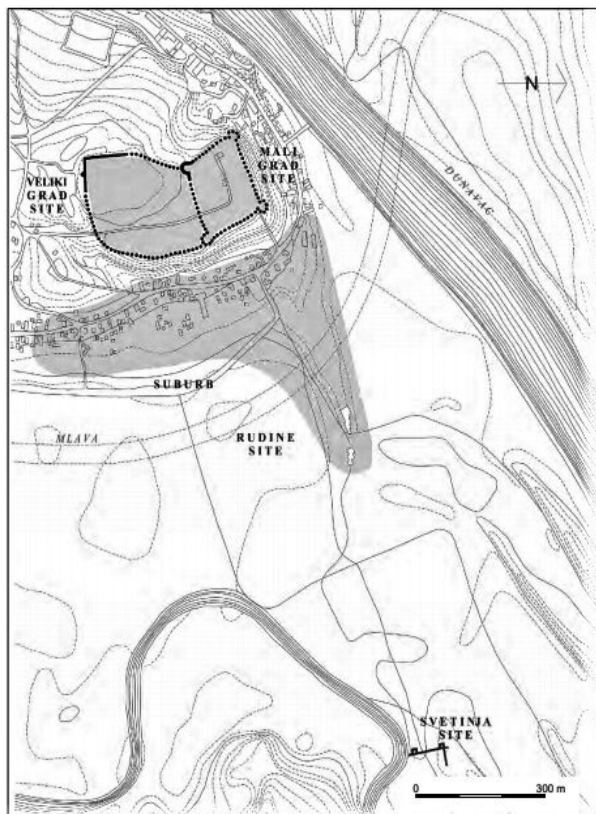 N
DUNAVAC
MALI
GRAD
SITE
VELIKI
GRAD
SITE
SUBURB
MLAVA
RUDINE
SITE
SVETINJA
SITE
0 300 m